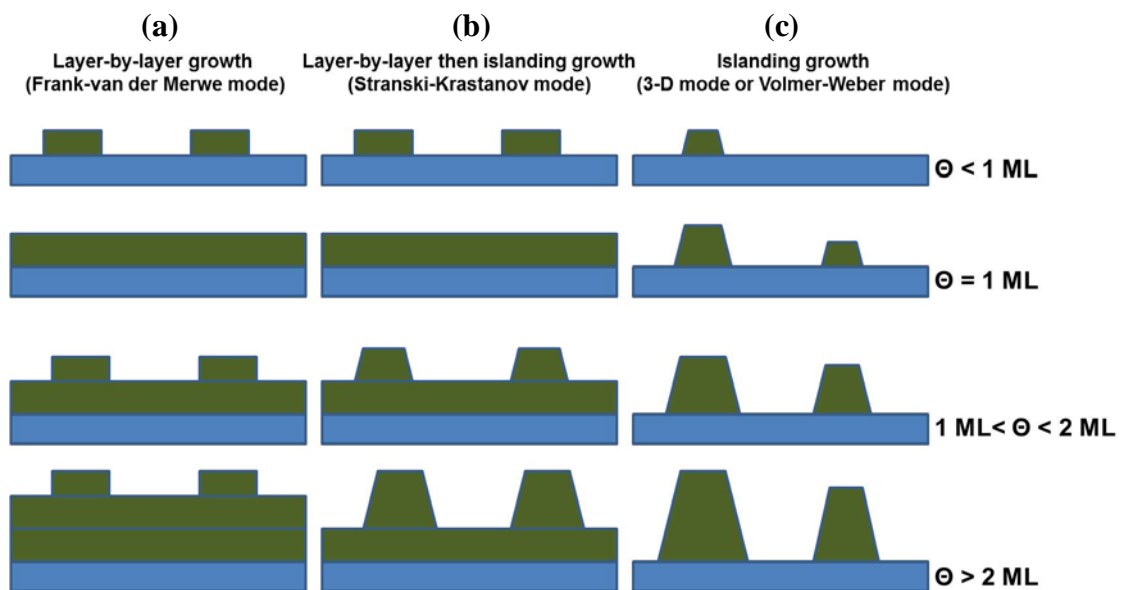 (a)
Layer-by-layer growth
(Frank-van der Merwe mode)
(b)
Layer-by-layer then islanding growth
(Stranski-Krastanov mode)
(c)
Islanding growth
(3-D mode or Volmer-Weber mode)
Θ < 1 ML
Θ = 1 ML
1 ML< Θ < 2 ML
Θ > 2 ML